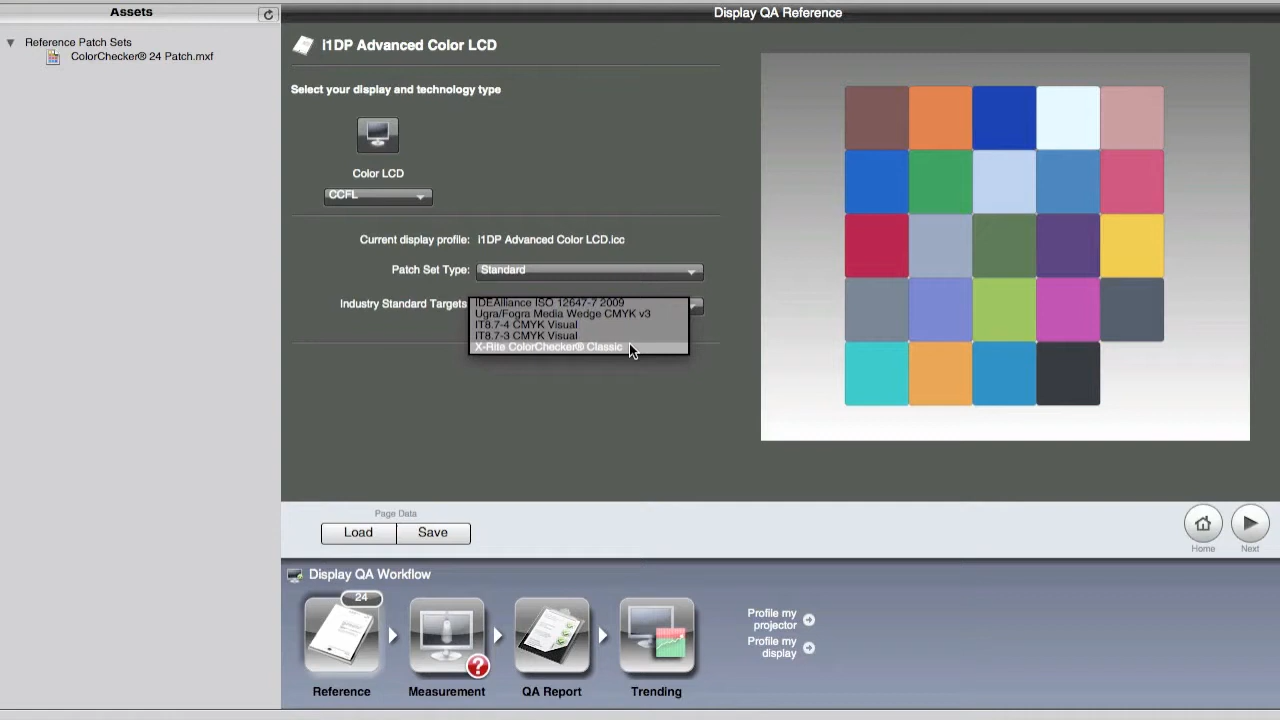 Assets
Display QA Reference
Reference Patch Sets
ColorChecker® 24 Patch.mxf
i1DP Advanced Color LCD
Select your display and technology type
Color LCD
CCFL
Current display profile: i1DP Advanced Color LCD.icc
Patch Set Type: Standard
Industry Standard Targets
IDEAlliance ISO 12647-7 2009
Ugra/Fogra Media Wedge CMYK v3
IT8.7-4 CMYK Visual
IT8.7-3 CMYK Visual
X-Rite ColorChecker® Classic
Page Data
Load Save
Home Next
Display QA Workflow
24
?
Profile my
projector
Profile my
display
Reference Measurement QA Report Trending